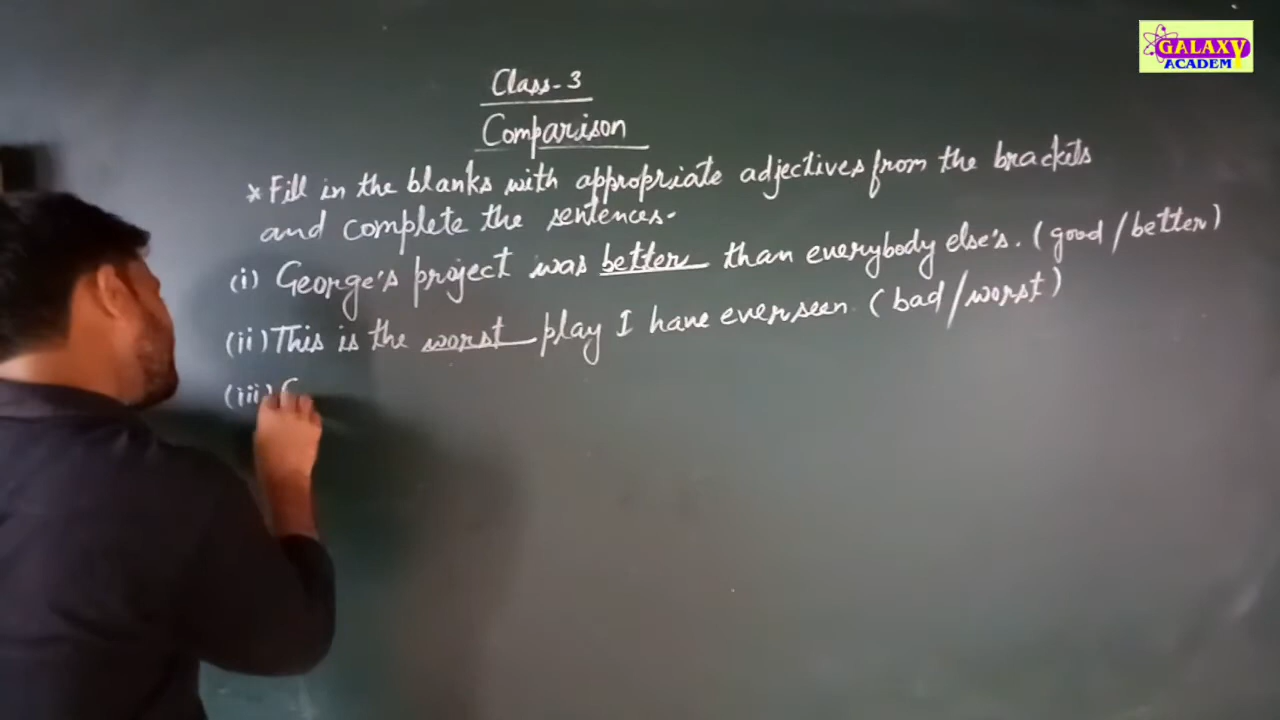 GALAXY
ACADEMY
Class-3
Comparison
* Fill in the blanks with appropriate adjectives from the brackets
and complete the sentences.
(i) George's project was better than everybody else's. (good/better)
(ii) This is the worst play I have ever seen. (bad/worst)
(iii)